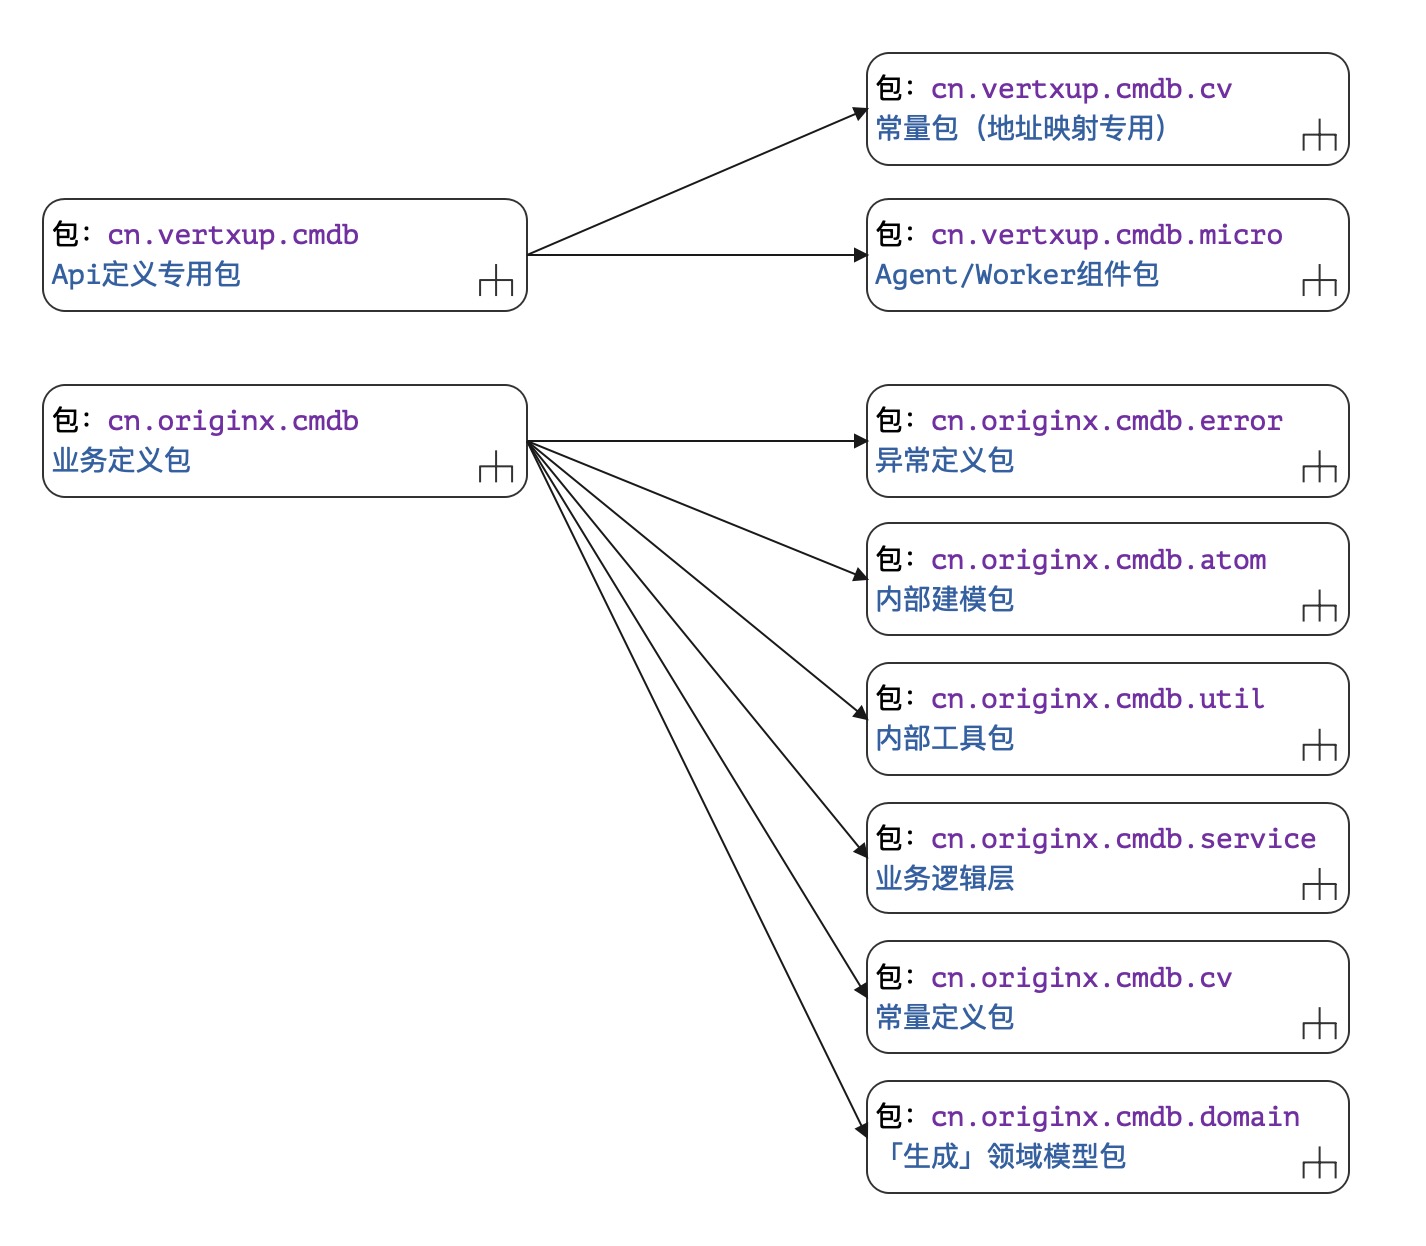 包：cn.vertxup.cmdb.cv
常量包（地址映射专用）
包：cn.vertxup.cmdb
Api定义专用包
包：cn.vertxup.cmdb.micro
Agent/Worker组件包
包：cn.originx.cmdb
业务定义包
包：cn.originx.cmdb.error
异常定义包
包：cn.originx.cmdb.atom
内部建模包
包：cn.originx.cmdb.util
内部工具包
包：cn.originx.cmdb.service
业务逻辑层
包：cn.originx.cmdb.cv
常量定义包
包：cn.originx.cmdb.domain
「生成」领域模型包